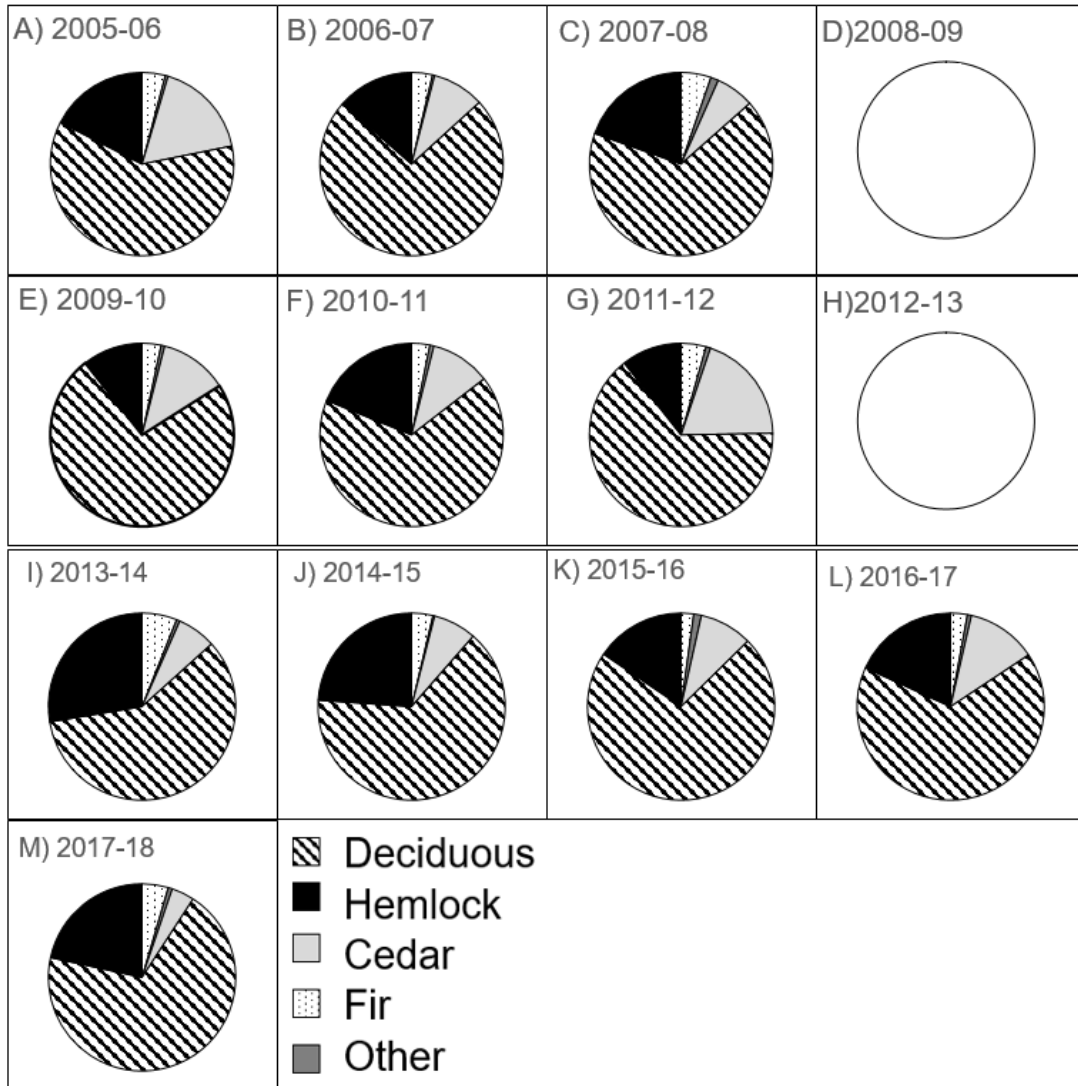 A) 2005-06
B) 2006-07
C) 2007-08
D)2008-09
E) 2009-10
F) 2010-11
G) 2011-12
H)2012-13
I) 2013-14
J) 2014-15
K) 2015-16
L) 2016-17
M) 2017-18
Deciduous
Hemlock
Cedar
Fir
Other